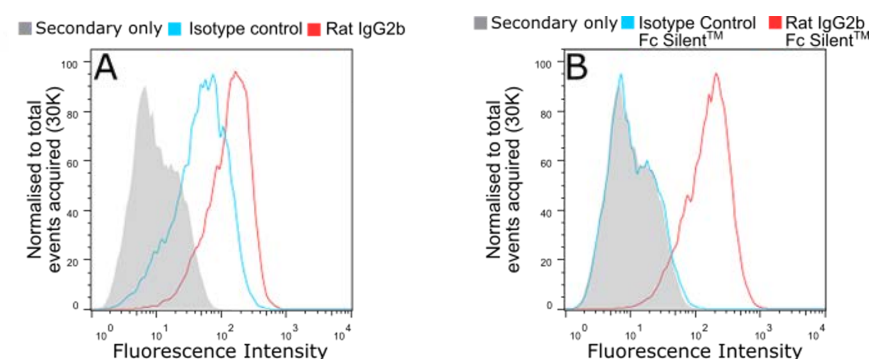 Secondary only Isotype control Rat IgG2b
A
Normalised to total
events acquired (30K)
100
80
60
40
20
0
10^0 10^1 10^2 10^3 10^4
Fluorescence Intensity
Secondary only Isotype Control Rat IgG2b
Fc Silent™ Fc Silent™
B
Normalised to total
events acquired (30K)
100
80
60
40
20
0
10^0 10^1 10^2 10^3 10^4
Fluorescence Intensity